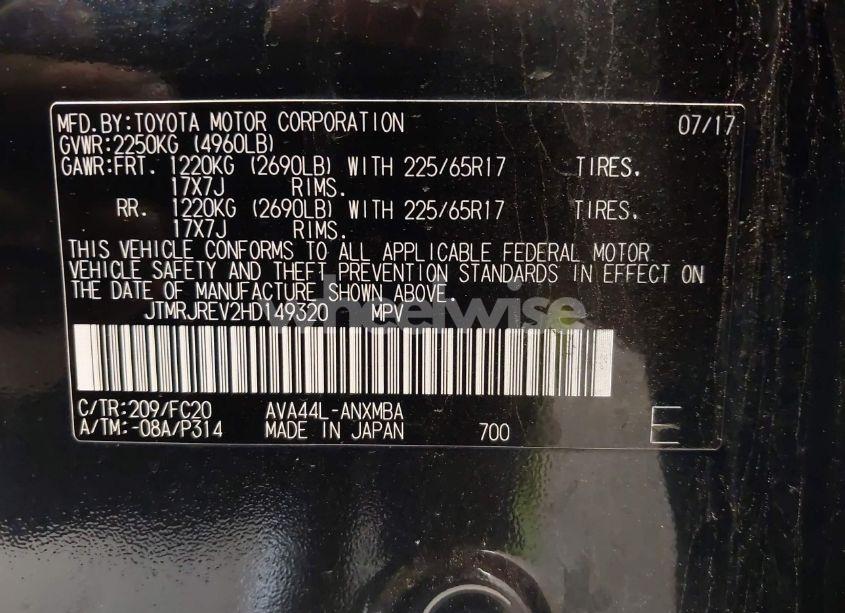 MFD.BY:TOYOTA MOTOR CORPORATION 07/17
GVWR:2250KG (4960LB)
GAWR:FRT. 1220KG (2690LB) WITH 225/65R17 TIRES.
17X7J RIMS.
RR. 1220KG (2690LB) WITH 225/65R17 TIRES.
17X7J RIMS.
THIS VEHICLE CONFORMS TO ALL APPLICABLE FEDERAL MOTOR
VEHICLE SAFETY AND THEFT PREVENTION STANDARDS IN EFFECT ON
THE DATE OF MANUFACTURE SHOWN ABOVE.
JTMRJREV2HD149320 MPV
wheelwise
C/TR:209/FC20 AVA44L-ANXMBA
A/TM:-08A/P314 MADE IN JAPAN 700 E